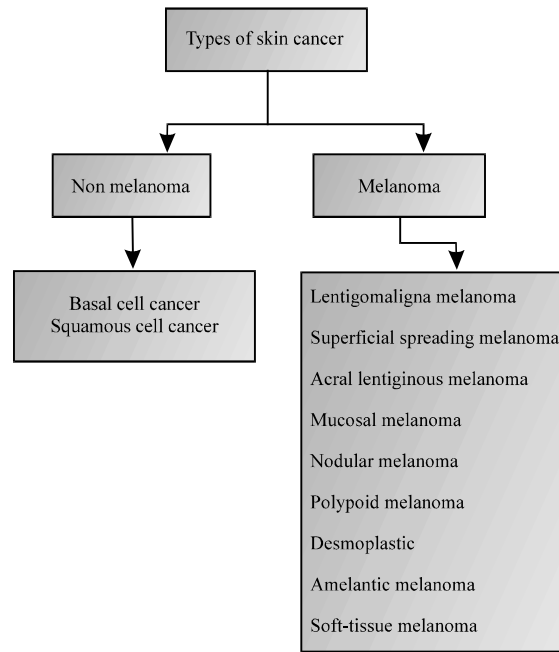 Types of skin cancer
Non melanoma
Melanoma
Basal cell cancer
Squamous cell cancer
Lentigomaligna melanoma
Superficial spreading melanoma
Acral lentiginous melanoma
Mucosal melanoma
Nodular melanoma
Polypoid melanoma
Desmoplastic
Amelantic melanoma
Soft-tissue melanoma